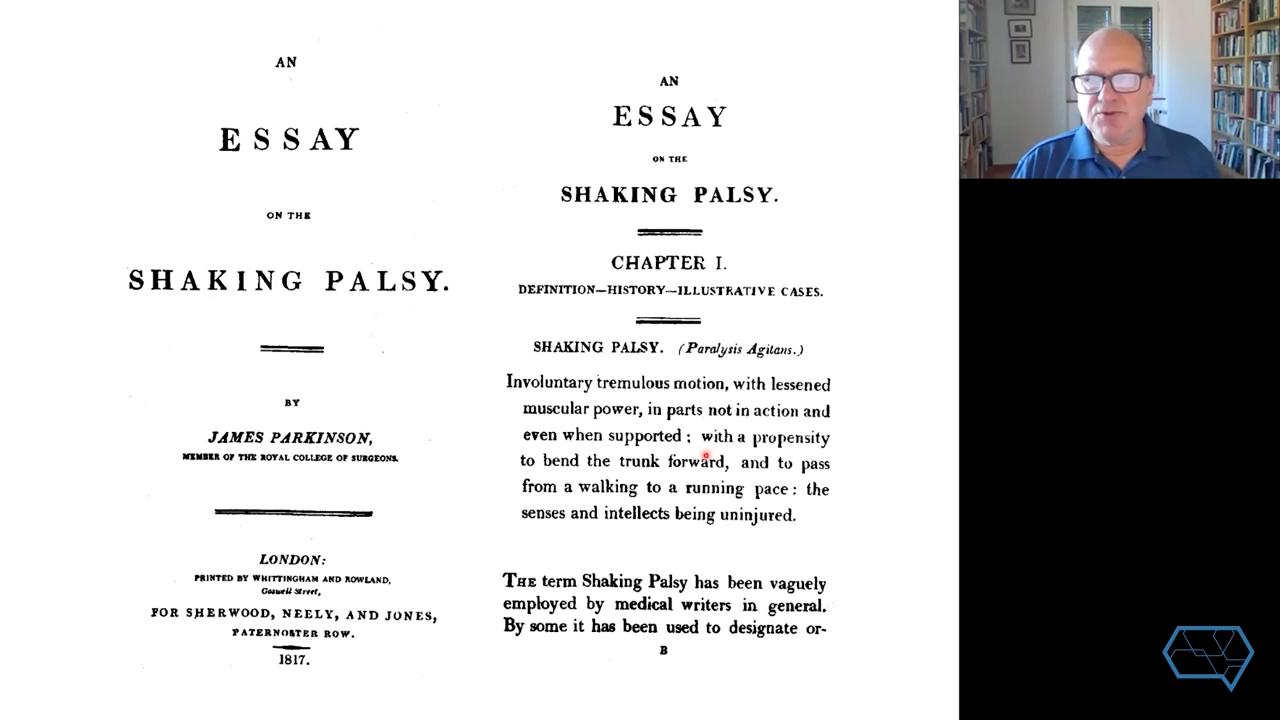 AN
ESSAY
ON THE
SHAKING PALSY.
BY
JAMES PARKINSON,
MEMBER OF THE ROYAL COLLEGE OF SURGEONS.
LONDON:
PRINTED BY WHITTINGHAM AND ROWLAND,
Goswell Street,
FOR SHERWOOD, NEELY, AND JONES,
PATERNOSTER ROW.
1817.
AN
ESSAY
ON THE
SHAKING PALSY.
CHAPTER I.
DEFINITION—HISTORY—ILLUSTRATIVE CASES.
SHAKING PALSY. (Paralysis Agitans.)
Involuntary tremulous motion, with lessened
muscular power, in parts not in action and
even when supported; with a propensity
to bend the trunk forward, and to pass
from a walking to a running pace: the
senses and intellects being uninjured.
THE term Shaking Palsy has been vaguely
employed by medical writers in general.
By some it has been used to designate or-
B